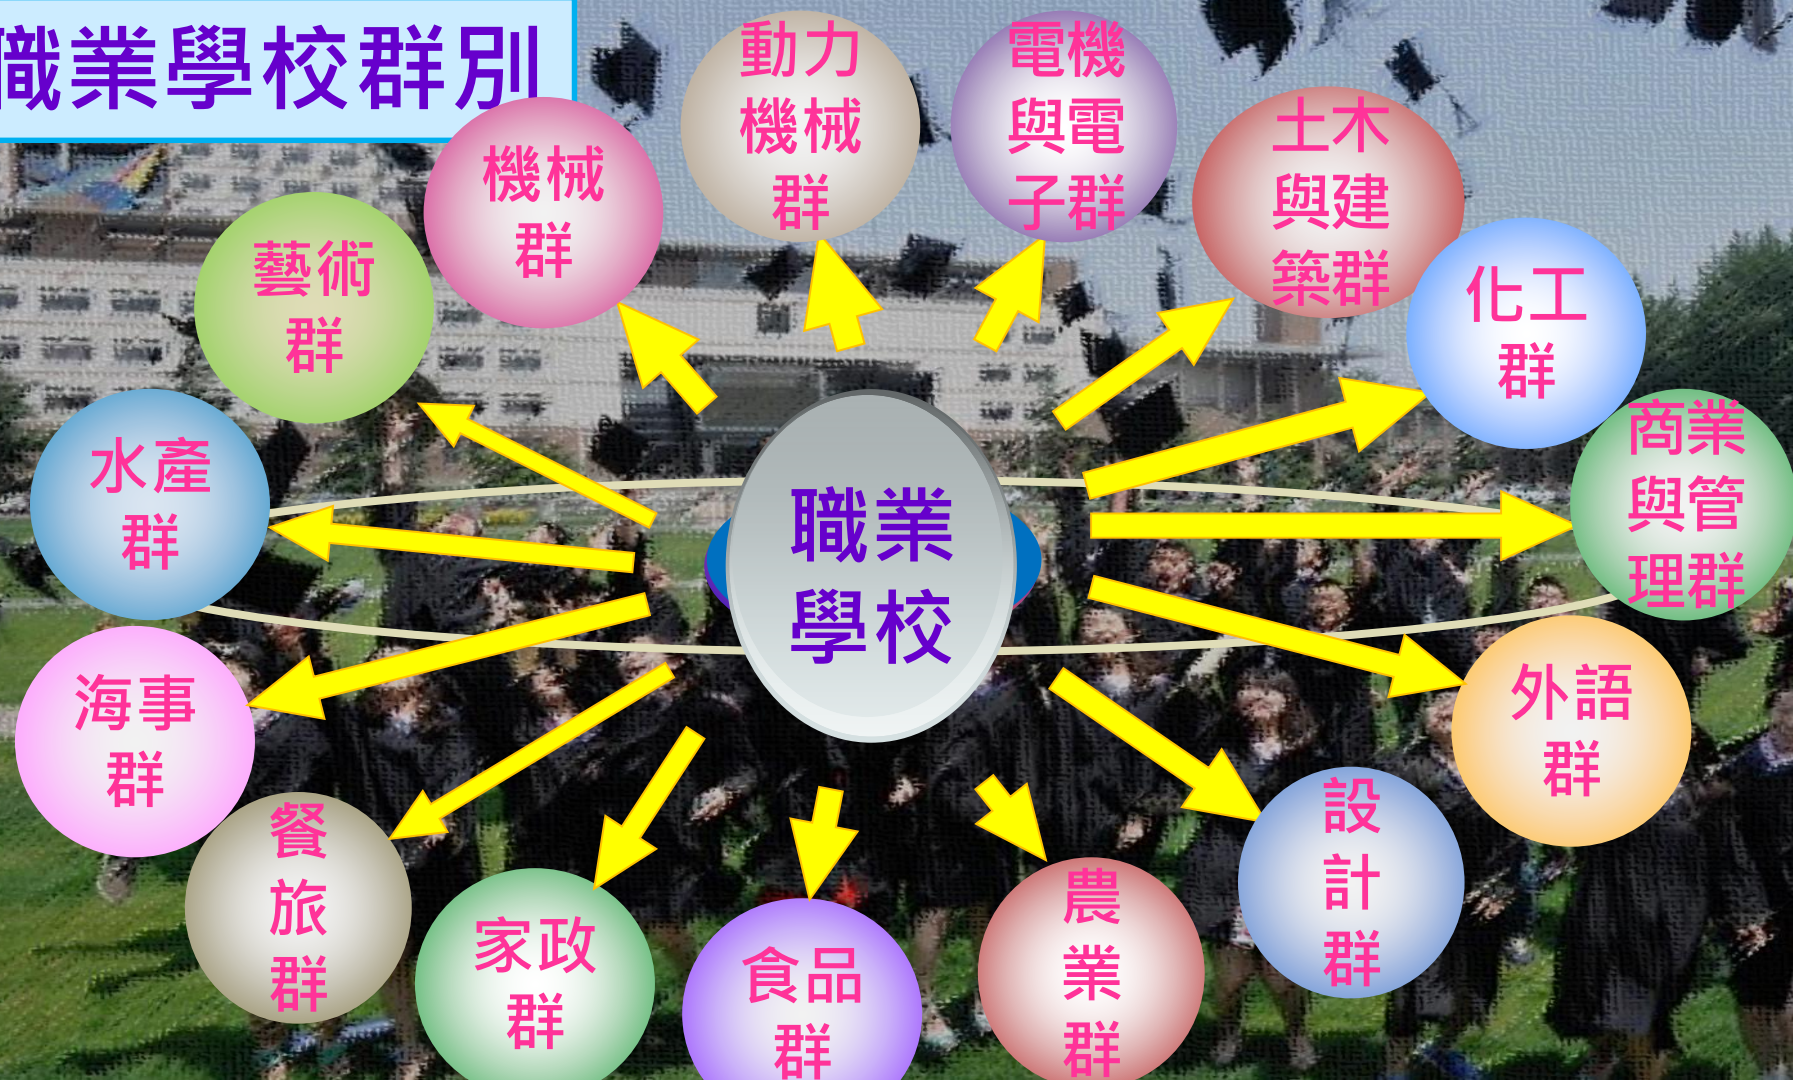 職業學校群別
機械
群
動力
機械
群
電機
與電
子群
土木
與建
築群
化工
群
商業
與管
理群
外語
群
設
計
群
農
業
群
食品
群
家政
群
餐
旅
群
海事
群
水產
群
藝術
群
職業
學校